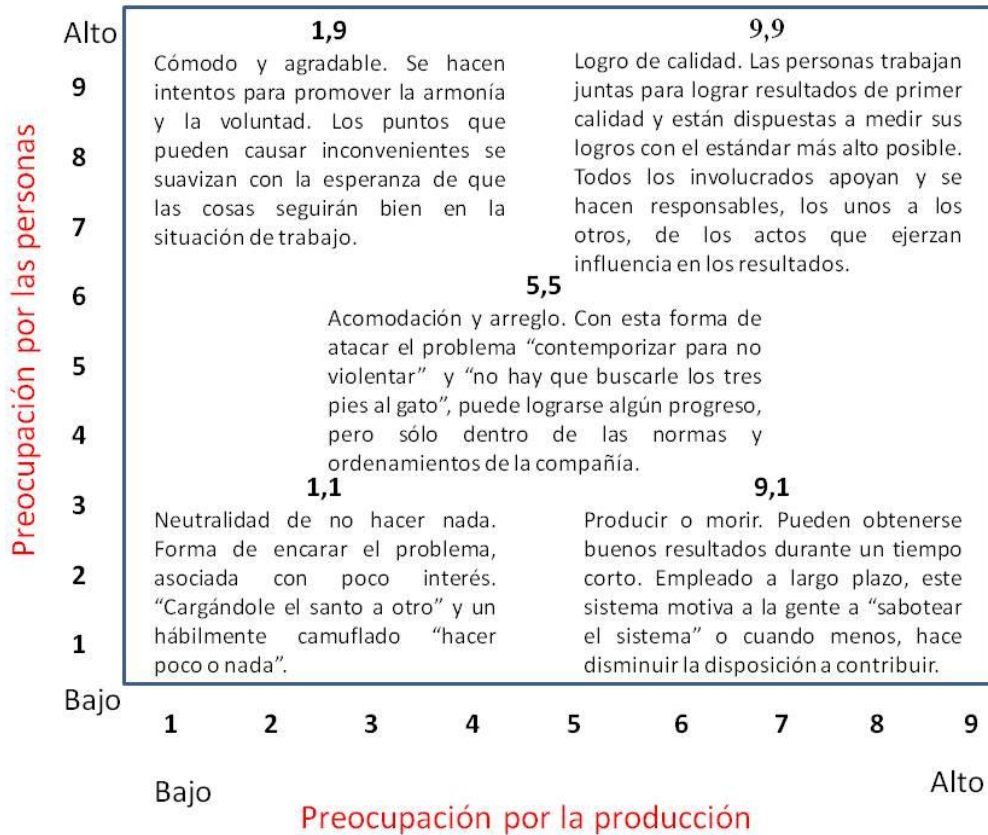 Alto
Preocupación por las personas
9
8
7
6
5
4
3
2
1
Bajo
1,9
Cómodo y agradable. Se hacen
intentos para promover la armonía
y la voluntad. Los puntos que
pueden causar inconvenientes se
suavizan con la esperanza de que
las cosas seguirán bien en la
situación de trabajo.
9,9
Logro de calidad. Las personas trabajan
juntas para lograr resultados de primer
calidad y están dispuestas a medir sus
logros con el estándar más alto posible.
Todos los involucrados apoyan y se
hacen responsables, los unos a los
otros, de los actos que ejerzan
influencia en los resultados.
5,5
Acomodación y arreglo. Con esta forma de
atacar el problema “contemporizar para no
violentar” y “no hay que buscarle los tres
pies al gato”, puede lograrse algún progreso,
pero sólo dentro de las normas y
ordenamientos de la compañía.
1,1
Neutralidad de no hacer nada.
Forma de encarar el problema,
asociada con poco interés.
“Cargándole el santo a otro” y un
hábilmente camuflado “hacer
poco o nada”.
9,1
Producir o morir. Pueden obtenerse
buenos resultados durante un tiempo
corto. Empleado a largo plazo, este
sistema motiva a la gente a “sabotear
el sistema” o cuando menos, hace
disminuir la disposición a contribuir.
1 2 3 4 5 6 7 8 9
Bajo
Alto
Preocupación por la producción